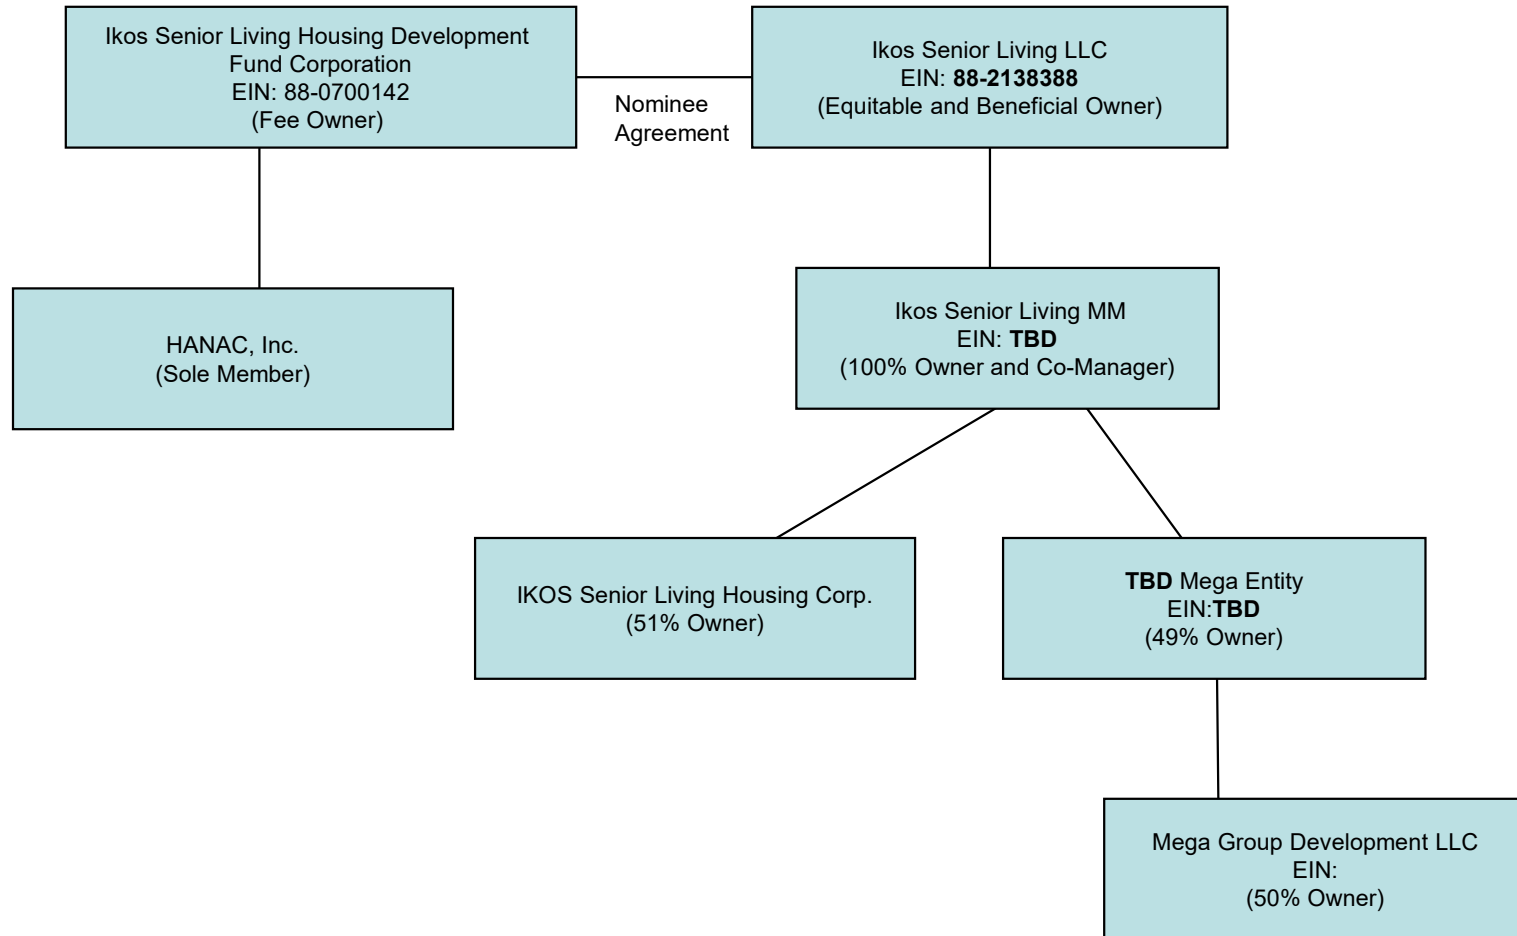 Ikos Senior Living Housing Development
Fund Corporation
EIN: 88-0700142
(Fee Owner)
Nominee
Agreement
Ikos Senior Living LLC
EIN: 88-2138388
(Equitable and Beneficial Owner)
HANAC, Inc.
(Sole Member)
Ikos Senior Living MM
EIN: TBD
(100% Owner and Co-Manager)
IKOS Senior Living Housing Corp.
(51% Owner)
TBD Mega Entity
EIN:TBD
(49% Owner)
Mega Group Development LLC
EIN:
(50% Owner)